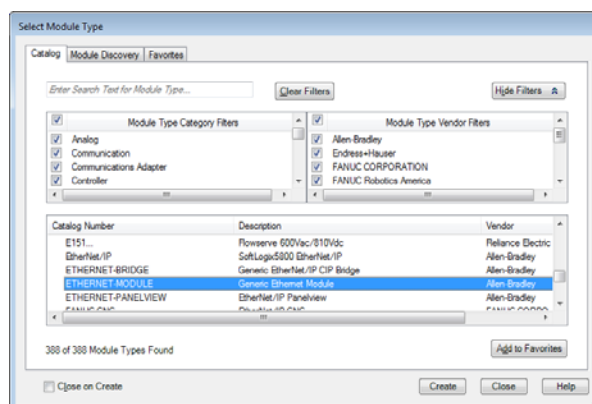 Select Module Type
Catalog Module Discovery Favorites
Enter Search Text for Module Type... Clear Filters Hide Filters
Module Type Category Filters Module Type Vendor Filters
Analog Allen-Bradley
Communication Endress+Hauser
Communications Adapter FANUC CORPORATION
Controller FANUC Robotics America
Catalog Number Description Vendor
E151... Flowserve 600Vac/810Vdc Reliance Electric
EtherNet/IP SoftLogix5800 EtherNet/IP Allen-Bradley
ETHERNET-BRIDGE Generic EtherNet/IP CIP Bridge Allen-Bradley
ETHERNET-MODULE Generic Ethernet Module Allen-Bradley
ETHERNET-PANELVIEW EtherNet/IP Panelview Allen-Bradley
388 of 388 Module Types Found Add to Favorites
Close on Create Create Close Help